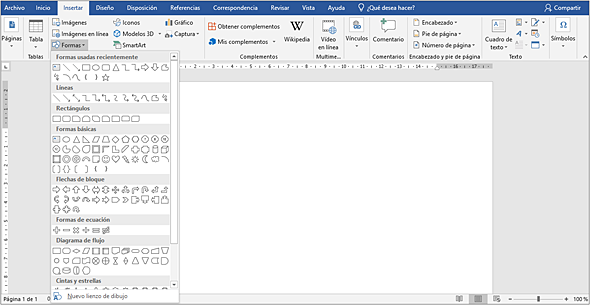 Archivo Inicio Insertar Diseño Disposición Referencias Correspondencia Revisar Vista Ayuda ¿Qué desea hacer? Compartir
Páginas
Tabla
Tablas
Imágenes
Imágenes en línea
Formas
Iconos
Modelos 3D
SmartArt
Gráfico
Captura
Obtener complementos
Mis complementos
Complementos
Wikipedia
Vídeo en línea
Multime...
Vínculos
Comentario
Comentarios
Encabezado
Pie de página
Número de página
Encabezado y pie de página
Cuadro de texto
Texto
Símbolos
Formas usadas recientemente
Líneas
Rectángulos
Formas básicas
Flechas de bloque
Formas de ecuación
Diagrama de flujo
Cintas y estrellas
Nuevo lienzo de dibujo
Página 1 de 1
100 %